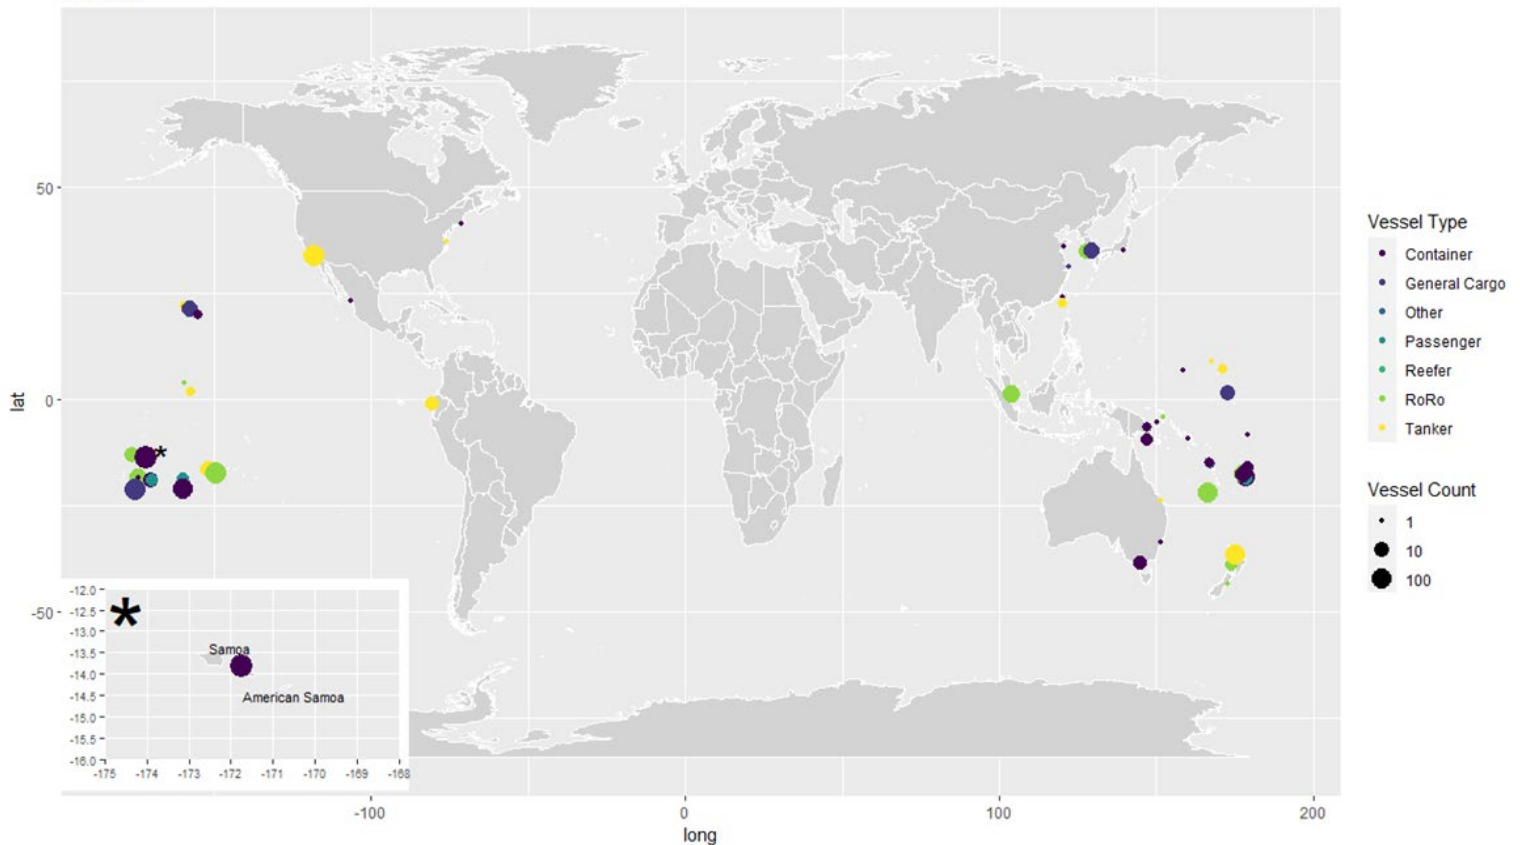 lat
50
0
-50
-100
0
100
200
long
*
*
-12.0
-12.5
-13.0
-13.5
-14.0
-14.5
-15.0
-15.5
-16.0
Samoa
American Samoa
-175
-174
-173
-172
-171
-170
-169
-168
Vessel Type
Container
General Cargo
Other
Passenger
Reefer
RoRo
Tanker
Vessel Count
1
10
100